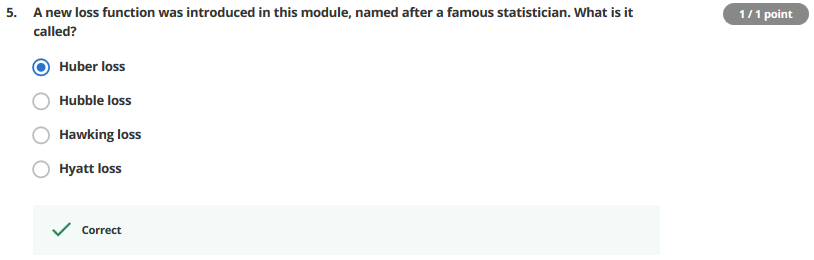 5. A new loss function was introduced in this module, named after a famous statistician. What is it
called?
1 / 1 point
Huber loss
Hubble loss
Hawking loss
Hyatt loss
Correct